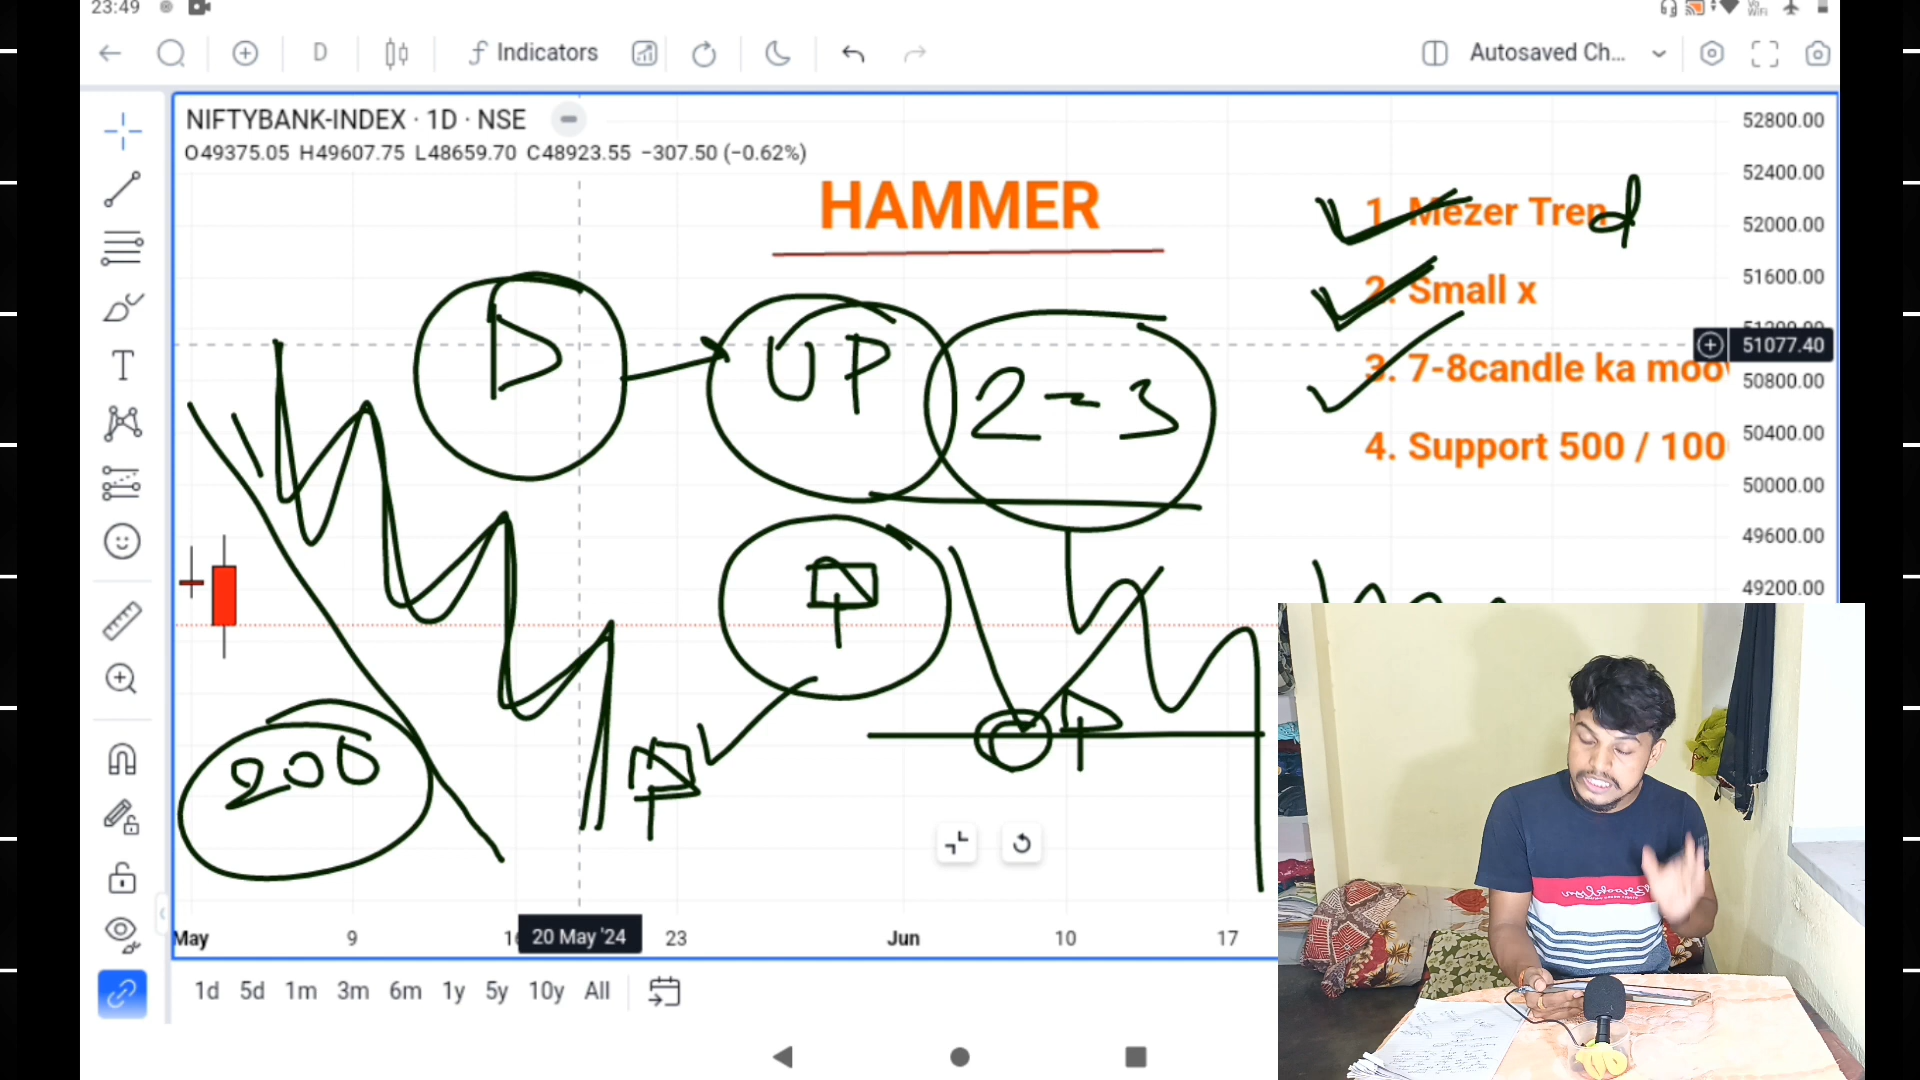 23:49
Vo WiFi
D
Indicators
Autosaved Ch...
NIFTYBANK-INDEX · 1D · NSE
O49375.05 H49607.75 L48659.70 C48923.55 −307.50 (−0.62%)
HAMMER
1. Mezer Trend
2. Small x
3. 7-8candle ka moo
4. Support 500 / 100
D
UP
2-3
200
52800.00
52400.00
52000.00
51600.00
51200.00
51077.40
50800.00
50400.00
50000.00
49600.00
49200.00
May
9
20 May '24
23
Jun
10
17
1d 5d 1m 3m 6m 1y 5y 10y All